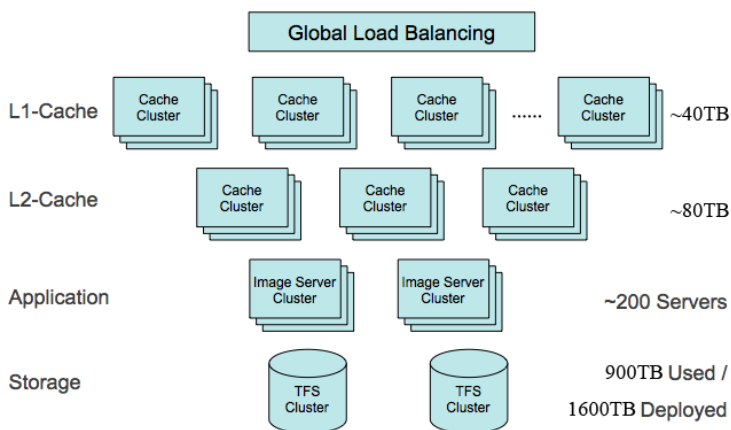 Global Load Balancing
L1-Cache
Cache
Cluster
Cache
Cluster
Cache
Cluster
......
Cache
Cluster
~40TB
L2-Cache
Cache
Cluster
Cache
Cluster
Cache
Cluster
~80TB
Application
Image Server
Cluster
Image Server
Cluster
~200 Servers
Storage
TFS
Cluster
TFS
Cluster
900TB Used /
1600TB Deployed